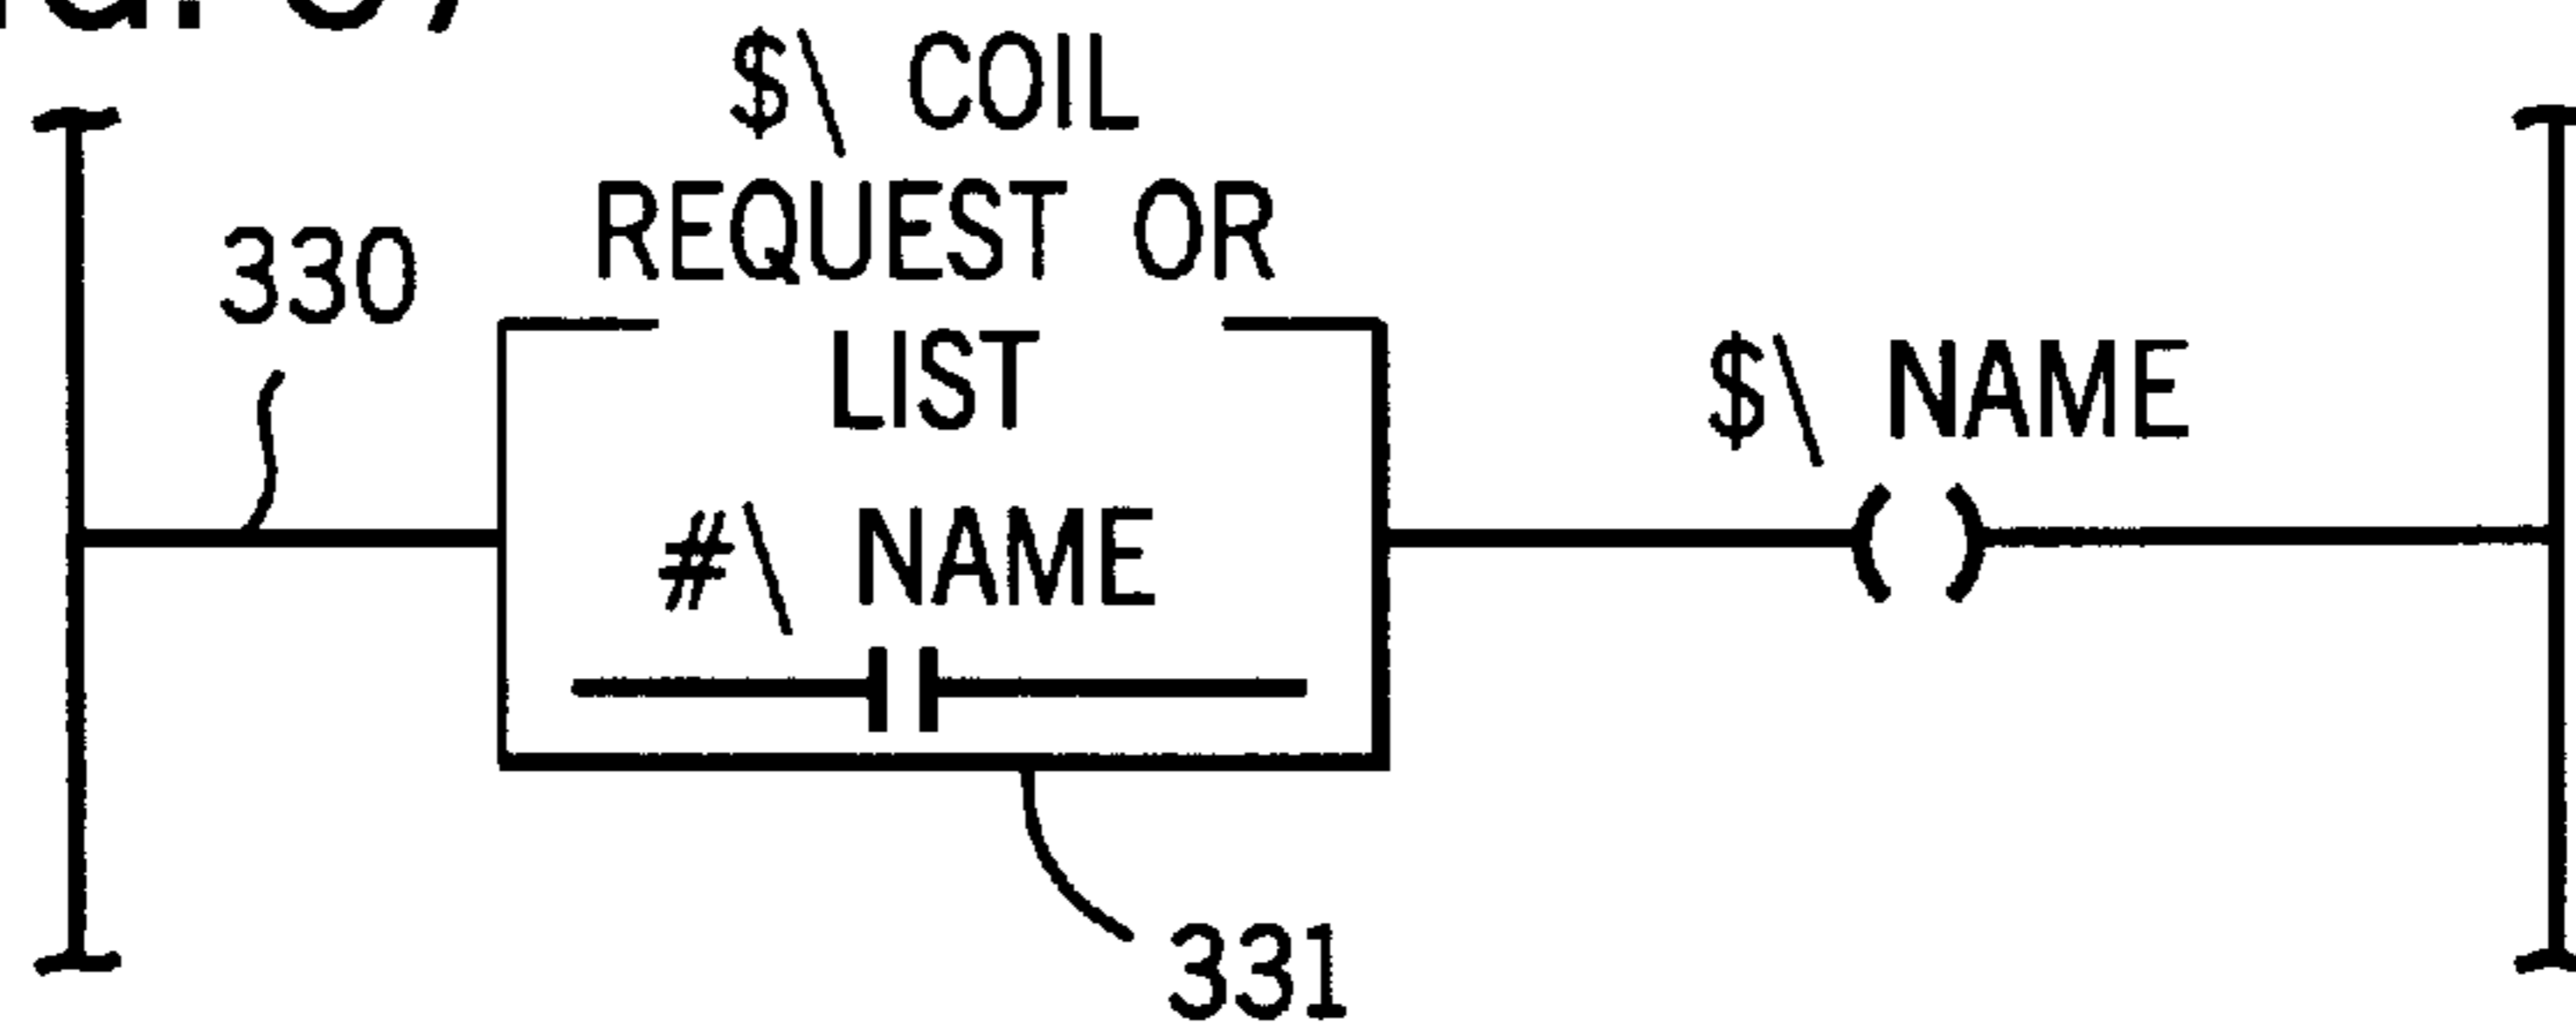 $\ COIL
REQUEST OR
LIST
330
$\ NAME
#\ NAME
331